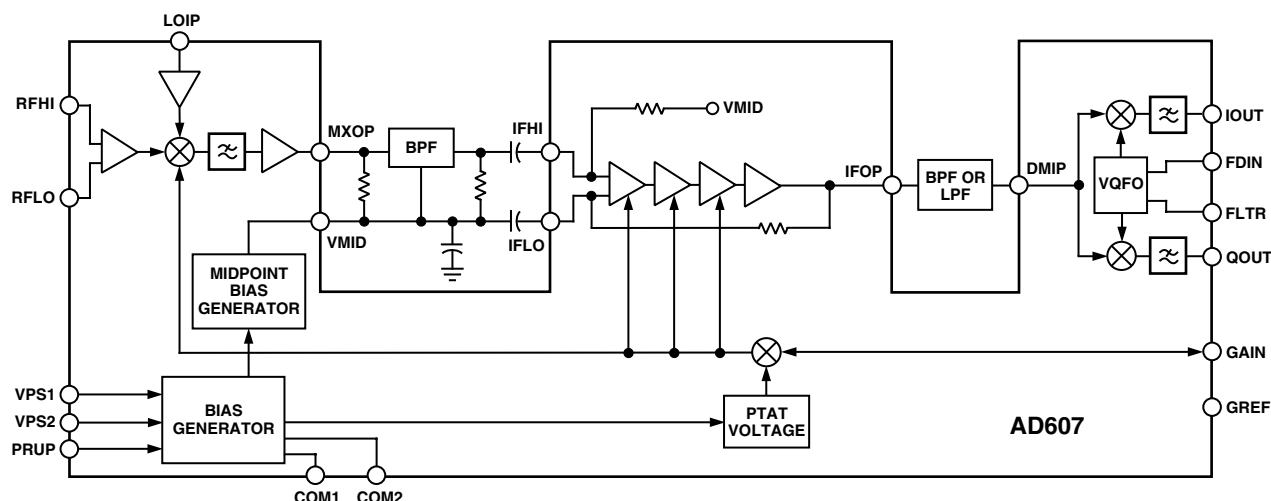 LOIP
RFHI
RFLO
MXOP
BPF
IFHI
VMID
IFLO
VMID
IFOP
BPF OR
LPF
DMIP
VQFO
IOUT
FDIN
FLTR
QOUT
MIDPOINT
BIAS
GENERATOR
GAIN
VPS1
VPS2
PRUP
BIAS
GENERATOR
PTAT
VOLTAGE
GREF
AD607
COM1
COM2